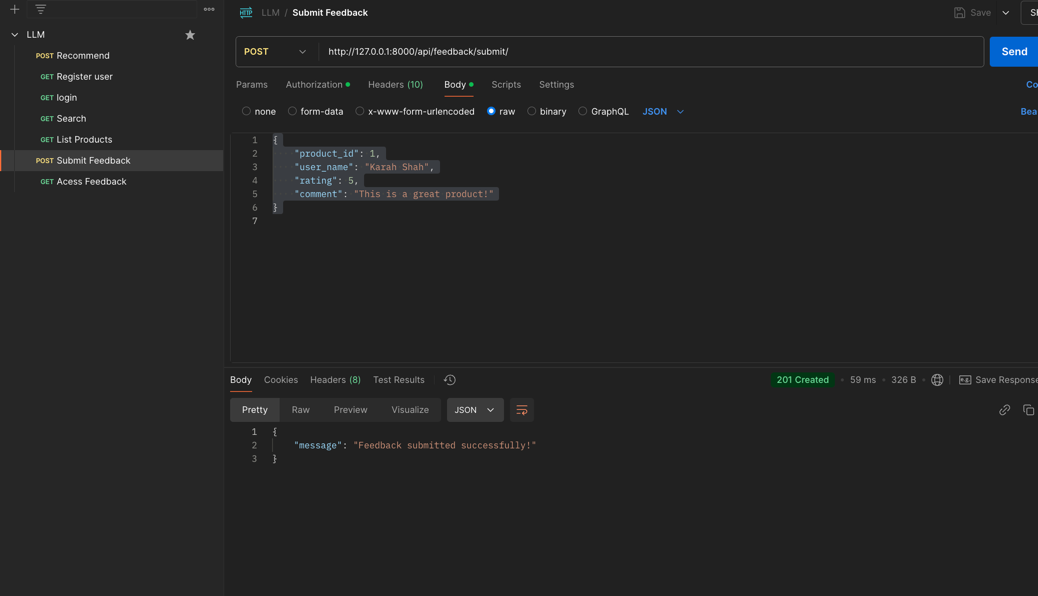 LLM
POST Recommend
GET Register user
GET login
GET Search
GET List Products
POST Submit Feedback
GET Acess Feedback
HTTP LLM / Submit Feedback
Save
POST
http://127.0.0.1:8000/api/feedback/submit/
Send
Params Authorization Headers (10) Body Scripts Settings
none form-data x-www-form-urlencoded raw binary GraphQL JSON
1 {
2 "product_id": 1,
3 "user_name": "Karah Shah",
4 "rating": 5,
5 "comment": "This is a great product!"
6 }
7
Body Cookies Headers (8) Test Results
201 Created 59 ms 326 B e.g. Save Response
Pretty Raw Preview Visualize JSON
1 {
2 "message": "Feedback submitted successfully!"
3 }